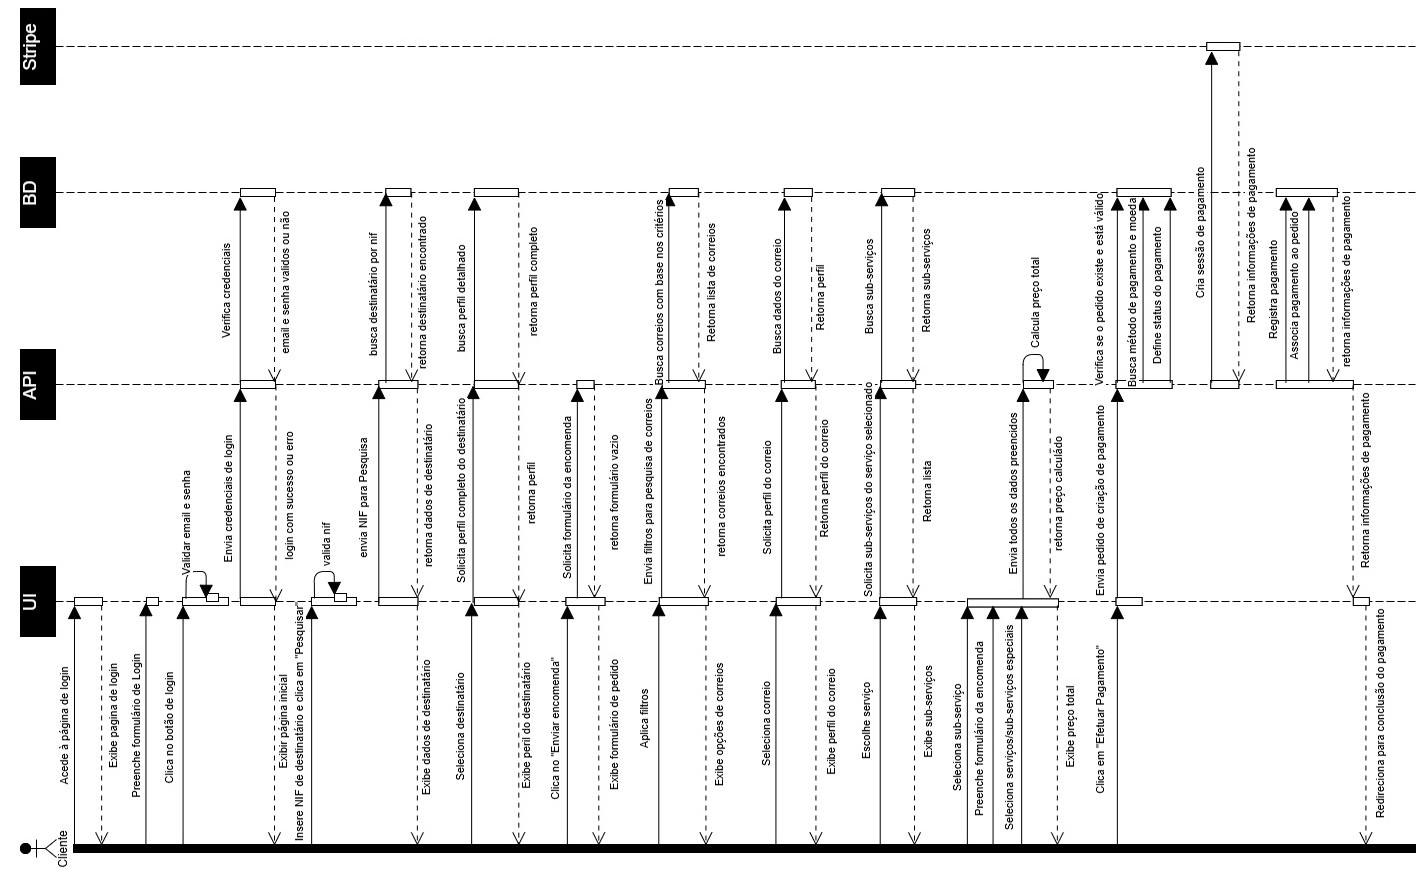 Stripe
BD
API
UI
Cliente
Acede à página de login
Exibe pagina de login
Preenche formulário de Login
Clica no botão de login
Validar email e senha
Envia credenciais de login
Verifica credenciais
email e senha validos ou não
login com sucesso ou erro
Exibir página inicial
Insere NIF de destinatário e clica em "Pesquisar"
valida nif
envia NIF para Pesquisa
busca destinatário por nif
retorna destinatário encontrado
retorna dados de destinatário
Exibe dados de destinatário
Seleciona destinatário
Solicita perfil completo do destinatário
busca perfil detalhado
retorna perfil completo
retorna perfil
Exibe peril do destinatário
Clica no "Enviar encomenda"
Solicita formulário da encomenda
retorna formulário vazio
Exibe formulário de pedido
Aplica filtros
Envia filtros para pesquisa de correios
Busca correios com base nos critérios
Retorna lista de correios
retorna correios encontrados
Exibe opções de correios
Seleciona correio
Solicita perfil do correio
Busca dados do correio
Retorna perfil
Retorna perfil do correio
Exibe perfil do correio
Escolhe serviço
Solicita sub-serviços do serviço selecionado
Busca sub-serviços
Retorna sub-serviços
Retorna lista
Exibe sub-serviços
Seleciona sub-serviço
Preenche formulário da encomenda
Seleciona serviços/sub-serviços especiais
Envia todos os dados preencidos
Calcula preço total
retorna preço calculádo
Exibe preço total
Clica em "Efetuar Pagamento"
Envia pedido de criação de pagamento
Verifica se o pedido existe e está válido
Busca método de pagamento e moeda
Define status do pagamento
Cria sessão de pagamento
Retorna informações de pagamento
Registra pagamento
Associa pagamento ao pedido
retorna informações de pagamento
Retorna informações de pagamento
Redireciona para conclusão do pagamento